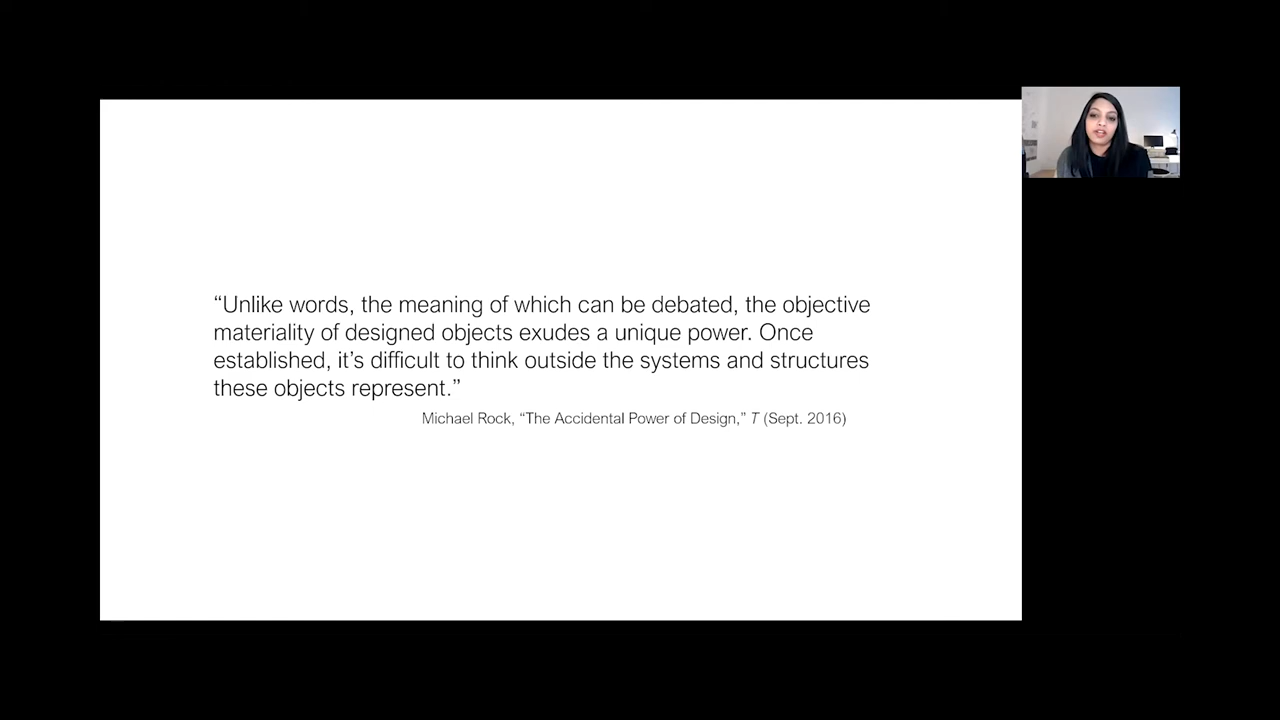 “Unlike words, the meaning of which can be debated, the objective
materiality of designed objects exudes a unique power. Once
established, it’s difficult to think outside the systems and structures
these objects represent.”
Michael Rock, “The Accidental Power of Design,” T (Sept. 2016)